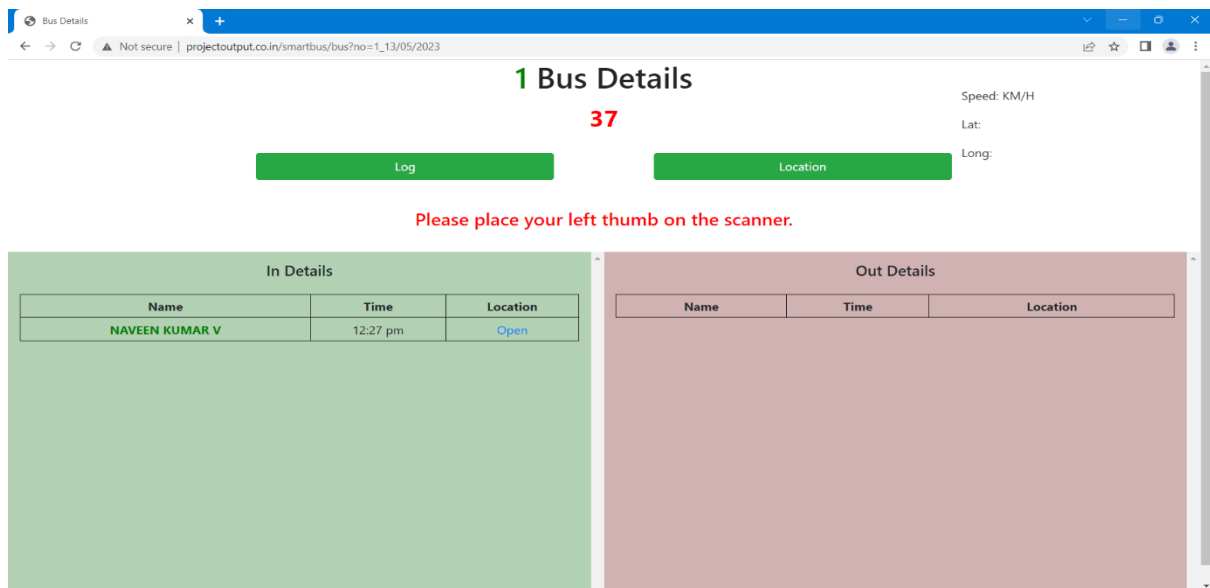 Bus Details
Not secure | projectoutput.co.in/smartbus/bus?no=1_13/05/2023
1 Bus Details
37
Speed: KM/H
Lat:
Long:
Log
Location
Please place your left thumb on the scanner.
In Details
Name Time Location
NAVEEN KUMAR V 12:27 pm Open
Out Details
Name Time Location